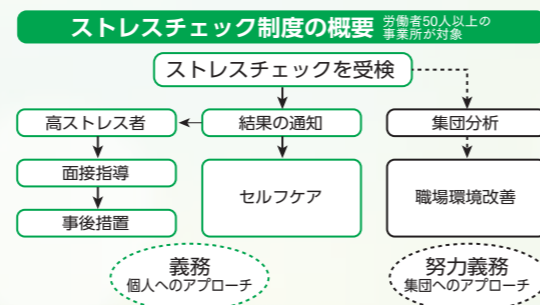 ストレスチェック制度の概要
労働者50人以上の
事業所が対象
ストレスチェックを受検
高ストレス者
結果の通知
集団分析
面接指導
セルフケア
職場環境改善
事後措置
義務
個人へのアプローチ
努力義務
集団へのアプローチ